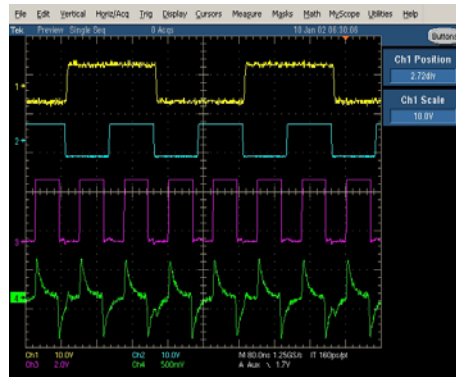 File Edit Vertical Horiz/Acq Trig Display Cursors Measure Masks Math MyScope Utilities Help
Tek Preview Single Seq 0 Acqs 10 Jan 02 06:30:06 Buttons
Ch1 Position
2.72div
Ch1 Scale
10.0V
1
2
3
4
Ch1 10.0V Ch2 10.0V M 80.0ns 1.25GS/s IT 160ps/pt
Ch3 2.0V Ch4 500mV A Aux \ 1.7V